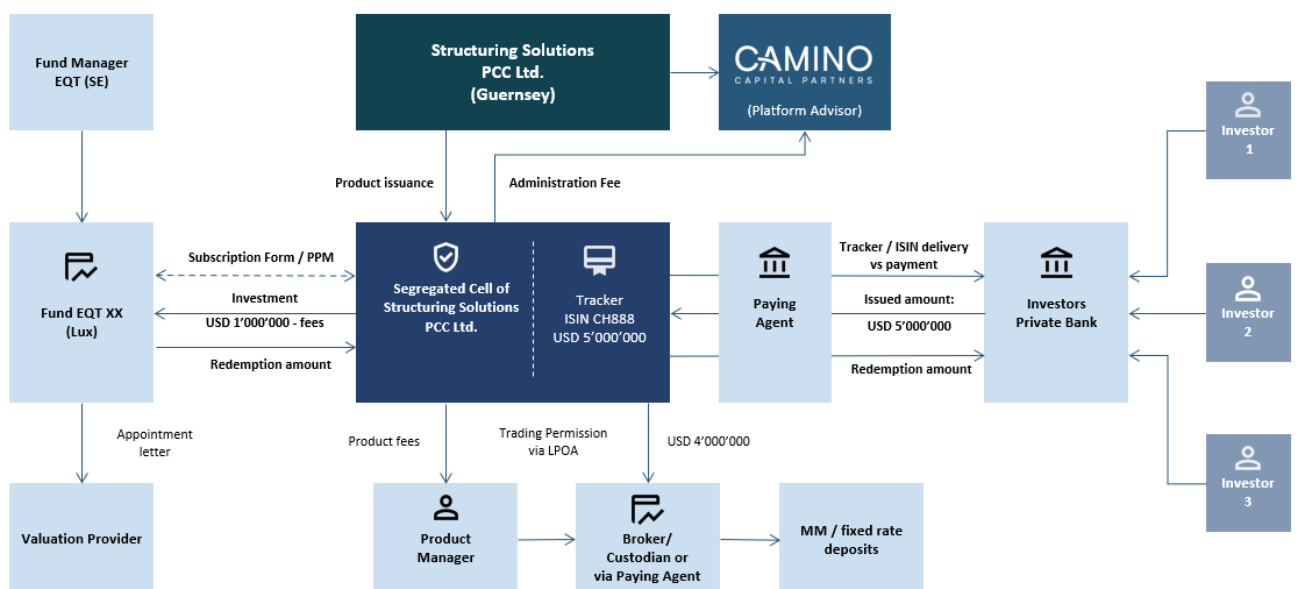 Fund Manager
EQT (SE)
Structuring Solutions
PCC Ltd.
(Guernsey)
CAMINO
CAPITAL PARTNERS
(Platform Advisor)
Investor
1
Product issuance
Administration Fee
Fund EQT XX
(Lux)
Subscription Form / PPM
Investment
USD 1’000’000 - fees
Redemption amount
Segregated Cell of
Structuring Solutions
PCC Ltd.
Tracker
ISIN CH888
USD 5’000’000
Paying
Agent
Tracker / ISIN delivery
vs payment
Issued amount:
USD 5’000’000
Redemption amount
Investors
Private Bank
Investor
2
Appointment
letter
Product fees
Trading Permission
via LPOA
USD 4’000’000
Investor
3
Valuation Provider
Product
Manager
Broker/
Custodian or
via Paying Agent
MM / fixed rate
deposits